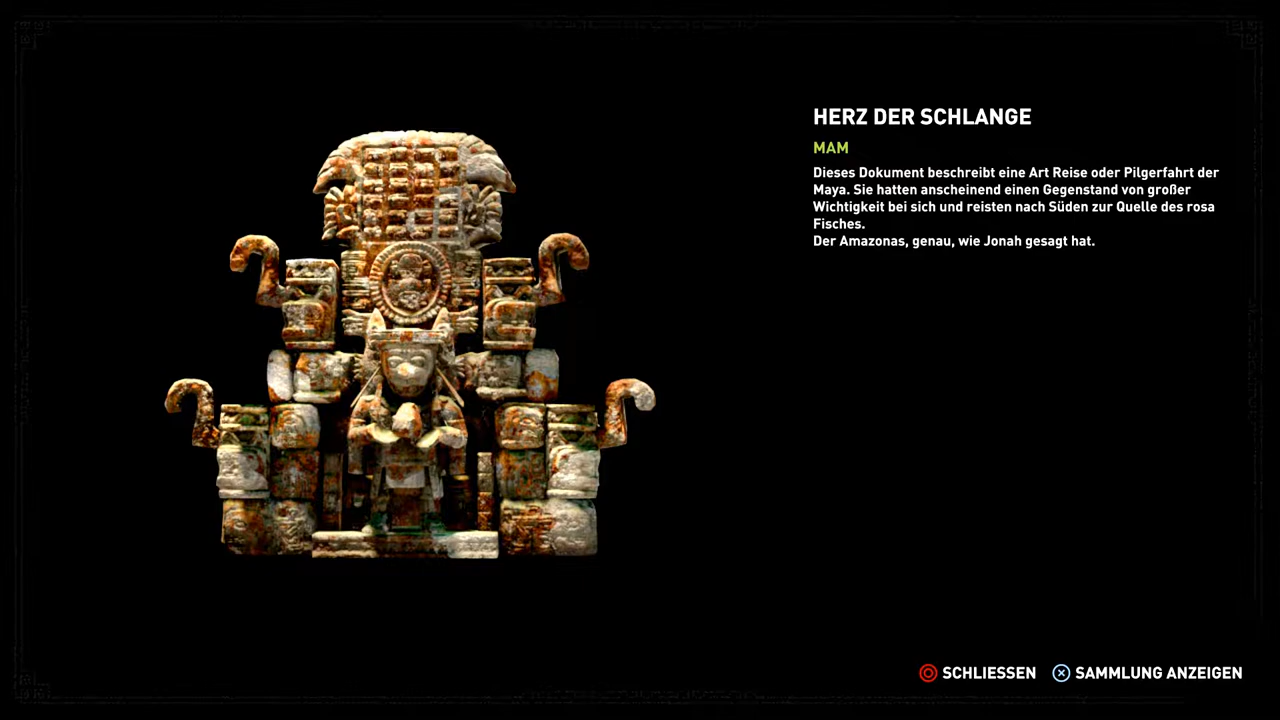 HERZ DER SCHLANGE
MAM
Dieses Dokument beschreibt eine Art Reise oder Pilgerfahrt der
Maya. Sie hatten anscheinend einen Gegenstand von großer
Wichtigkeit bei sich und reisten nach Süden zur Quelle des rosa
Fisches.
Der Amazonas, genau, wie Jonah gesagt hat.
SCHLIESSEN SAMMLUNG ANZEIGEN